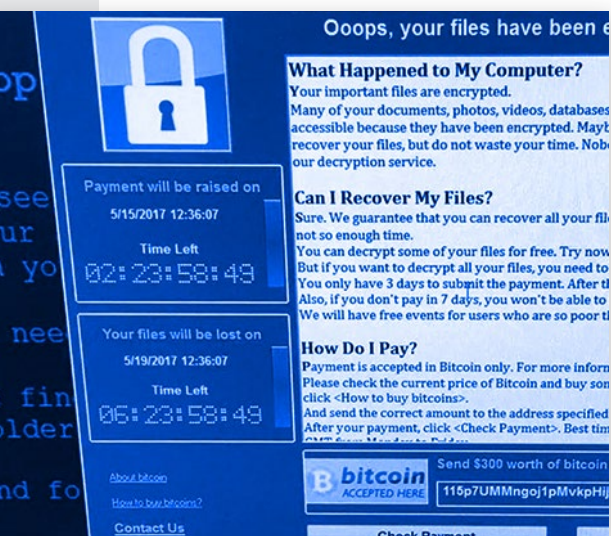 Ooops, your files have been
What Happened to My Computer?
Your important files are encrypted.
Many of your documents, photos, videos, databases
accessible because they have been encrypted. Mayb
recover your files, but do not waste your time. Nob
our decryption service.
Can I Recover My Files?
Sure. We guarantee that you can recover all your fil
not so enough time.
You can decrypt some of your files for free. Try now
But if you want to decrypt all your files, you need to
You only have 3 days to submit the payment. After th
Also, if you don't pay in 7 days, you won't be able to
We will have free events for users who are so poor th
How Do I Pay?
Payment is accepted in Bitcoin only. For more inform
Please check the current price of Bitcoin and buy som
click <How to buy bitcoins>.
And send the correct amount to the address specified
After your payment, click <Check Payment>. Best tim
GMT from Monday to Friday
Payment will be raised on
5/15/2017 12:36:07
Time Left
02:23:58:49
Your files will be lost on
5/19/2017 12:36:07
Time Left
06:23:58:49
About bitcoin
How to buy bitcoins?
Contact Us
bitcoin
ACCEPTED HERE
Send $300 worth of bitcoin
115p7UMMngoj1pMvkpHij
Check Payment
op
see
ur
yo
nee
fin
lder
nd fo